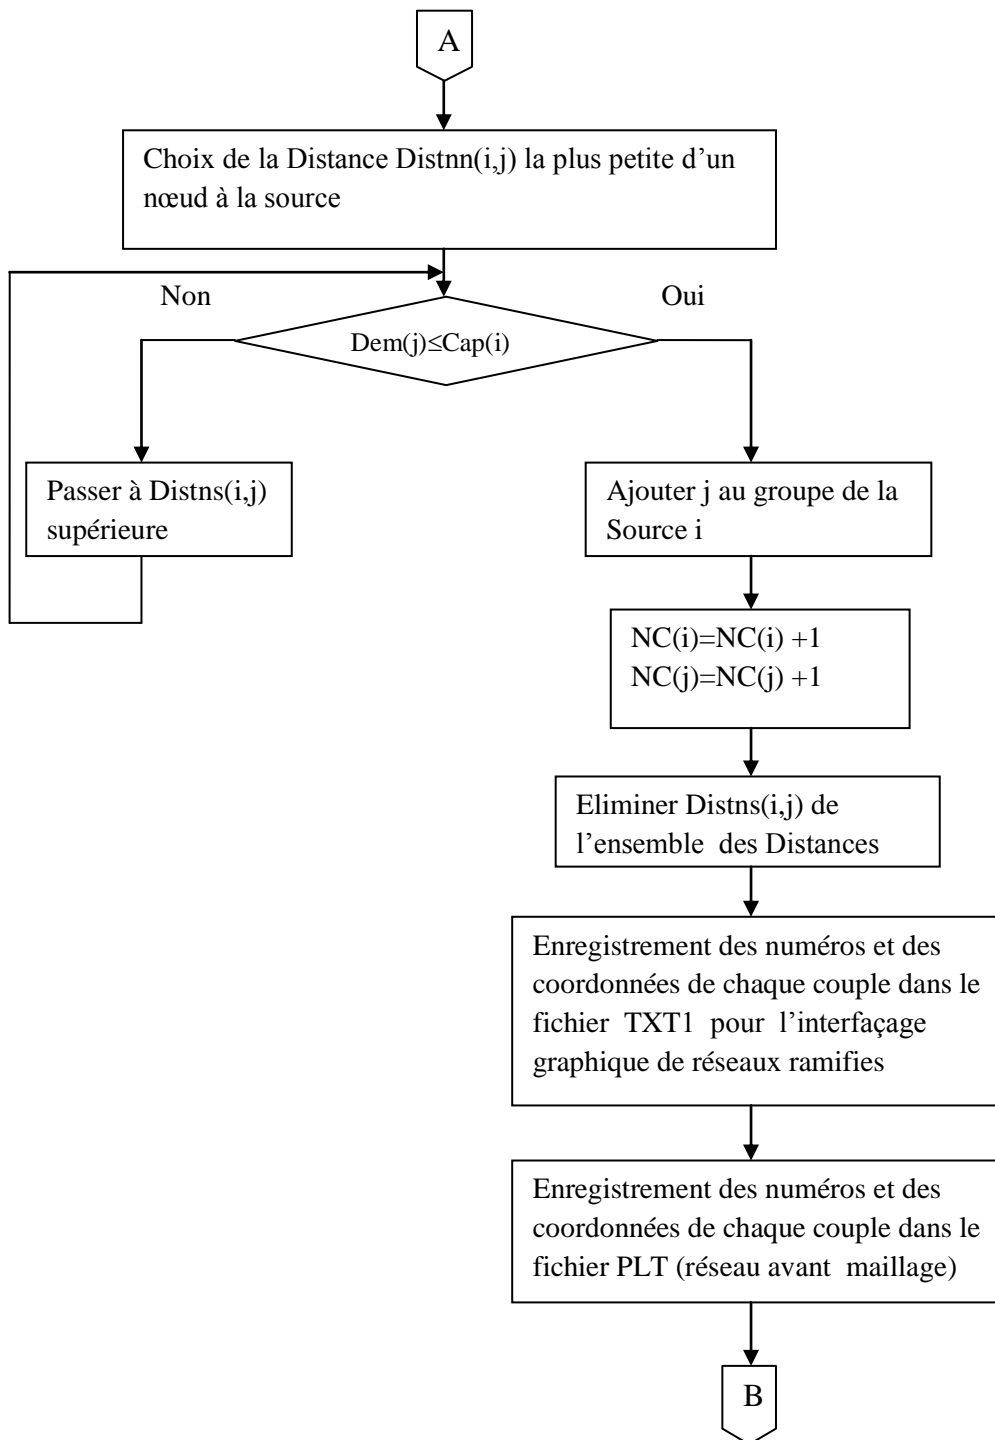 A
Choix de la Distance Distnn(i,j) la plus petite d’un
nœud à la source
Non
Oui
Dem(j)≤Cap(i)
Passer à Distns(i,j)
supérieure
Ajouter j au groupe de la
Source i
NC(i)=NC(i) +1
NC(j)=NC(j) +1
Eliminer Distns(i,j) de
l’ensemble des Distances
Enregistrement des numéros et des
coordonnées de chaque couple dans le
fichier TXT1 pour l’interfaçage
graphique de réseaux ramifies
Enregistrement des numéros et des
coordonnées de chaque couple dans le
fichier PLT (réseau avant maillage)
B